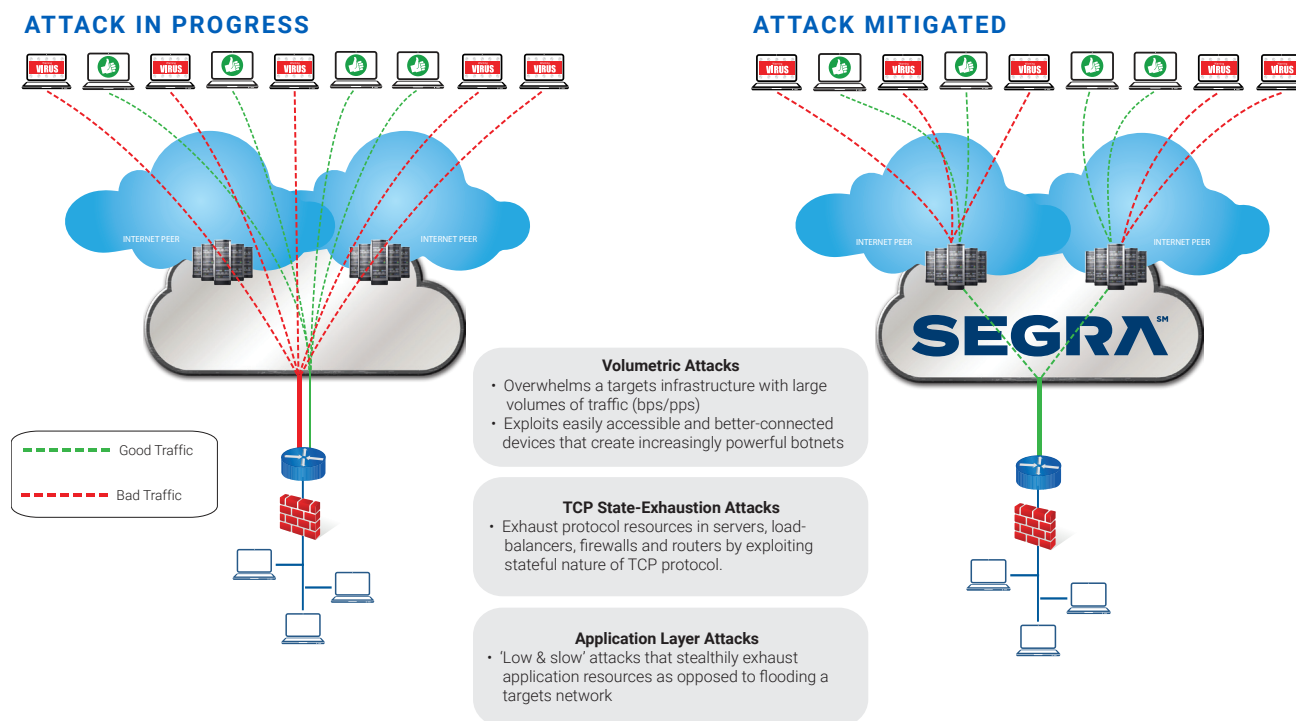 ATTACK IN PROGRESS
VIRUS
VIRUS
VIRUS
VIRUS
VIRUS
INTERNET PEER
INTERNET PEER
Good Traffic
Bad Traffic
Volumetric Attacks
• Overwhelms a targets infrastructure with large
volumes of traffic (bps/pps)
• Exploits easily accessible and better-connected
devices that create increasingly powerful botnets
TCP State-Exhaustion Attacks
• Exhaust protocol resources in servers, load-
balancers, firewalls and routers by exploiting
stateful nature of TCP protocol.
Application Layer Attacks
• ‘Low & slow’ attacks that stealthily exhaust
application resources as opposed to flooding a
targets network
ATTACK MITIGATED
VIRUS
VIRUS
VIRUS
VIRUS
VIRUS
INTERNET PEER
INTERNET PEER
SEGRA℠